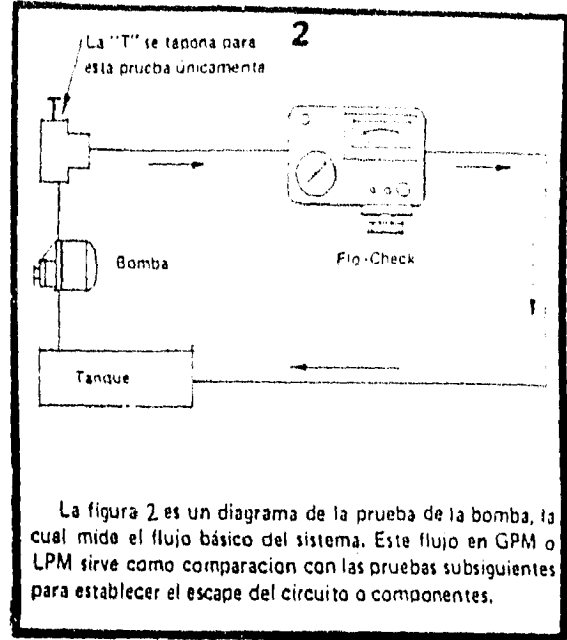 2
La "T" se tapona para
esta prueba únicamenta
Bomba
Flo-Check
Tanque
La figura 2 es un diagrama de la prueba de la bomba, la
cual mide el flujo básico del sistema. Este flujo en GPM o
LPM sirve como comparacion con las pruebas subsiguientes
para establecer el escape del circuito o componentes.